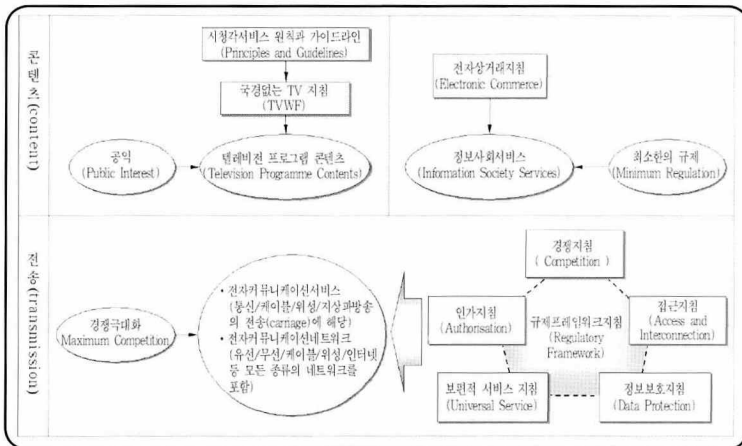 콘텐츠(content)
시청각서비스 원칙과 가이드라인
(Principles and Guidelines)
국경없는 TV 지침
(TVWF)
공익
(Public Interest)
텔레비전 프로그램 콘텐츠
(Television Programme Contents)
전자상거래지침
(Electronic Commerce)
정보사회서비스
(Information Society Services)
최소한의 규제
(Minimum Regulation)
전송(transmission)
경쟁극대화
Maximum Competition
• 전자커뮤니케이션서비스
(통신/케이블/위성/지상파방송
의 전송(carriage)에 해당)
• 전자커뮤니케이션네트워크
(유선/무선/케이블/위성/인터넷
등 모든 종류의 네트워크를
포함)
경쟁지침
( Competition )
인가지침
(Authorisation)
규제프레임워크지침
(Regulatory
Framework)
접근지침
(Access and
Interconnection)
보편적 서비스 지침
(Universal Service)
정보보호지침
(Data Protection)